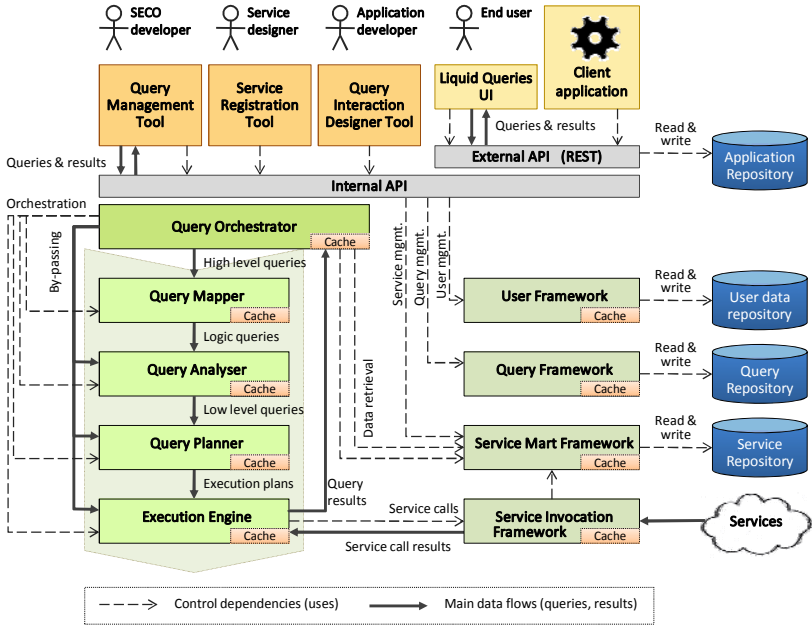 SECO
developer
Service
designer
Application
developer
End user
Query
Management
Tool
Service
Registration
Tool
Query
Interaction
Designer Tool
Liquid Queries
UI
Client
application
Queries & results
Queries & results
External API (REST)
Read &
write
Application
Repository
Internal API
Orchestration
By-passing
Query Orchestrator
Cache
High level queries
Service mgmt.
Query mgmt.
User mgmt.
Query Mapper
Cache
User Framework
Cache
Read &
write
User data
repository
Logic queries
Query Analyser
Cache
Query Framework
Cache
Read &
write
Query
Repository
Low level queries
Data retrieval
Query Planner
Cache
Service Mart Framework
Cache
Read &
write
Service
Repository
Execution plans
Query
results
Execution Engine
Cache
Service calls
Service call results
Service Invocation
Framework
Cache
Services
Control dependencies (uses)
Main data flows (queries, results)